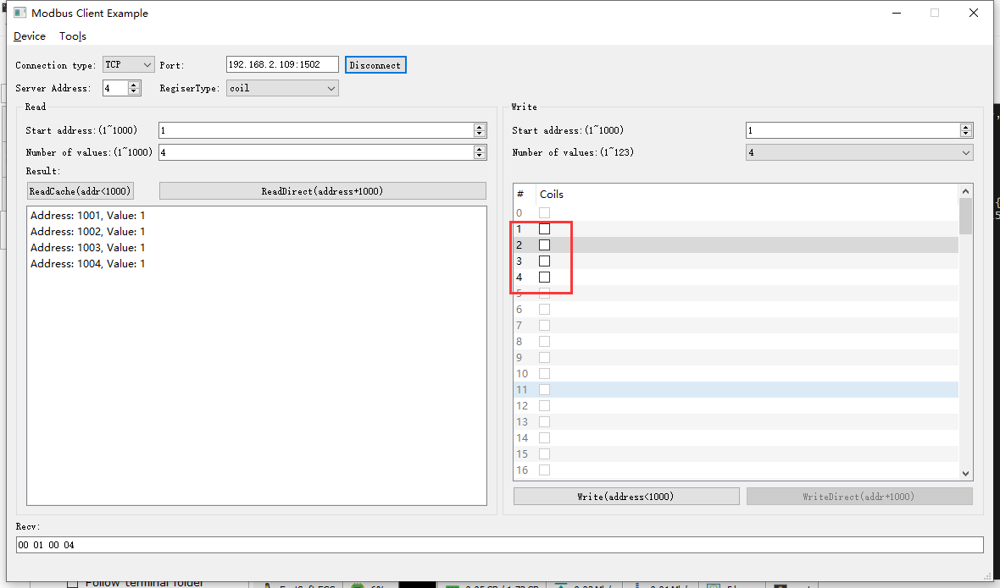 Modbus Client Example
Device Tools
Connection type: TCP Port: 192.168.2.109:1502 Disconnect
Server Address: 4 RegiserType: coil
Read
Start address:(1~1000) 1
Number of values:(1~1000) 4
Result:
ReadCache(addr<1000) ReadDirect(address+1000)
Address: 1001, Value: 1
Address: 1002, Value: 1
Address: 1003, Value: 1
Address: 1004, Value: 1
Write
Start address:(1~1000) 1
Number of values:(1~123) 4
# Coils
0
1
2
3
4
5
6
7
8
9
10
11
12
13
14
15
16
Write(address<1000) WriteDirect(addr+1000)
Recv:
00 01 00 04
Follow terminal folder